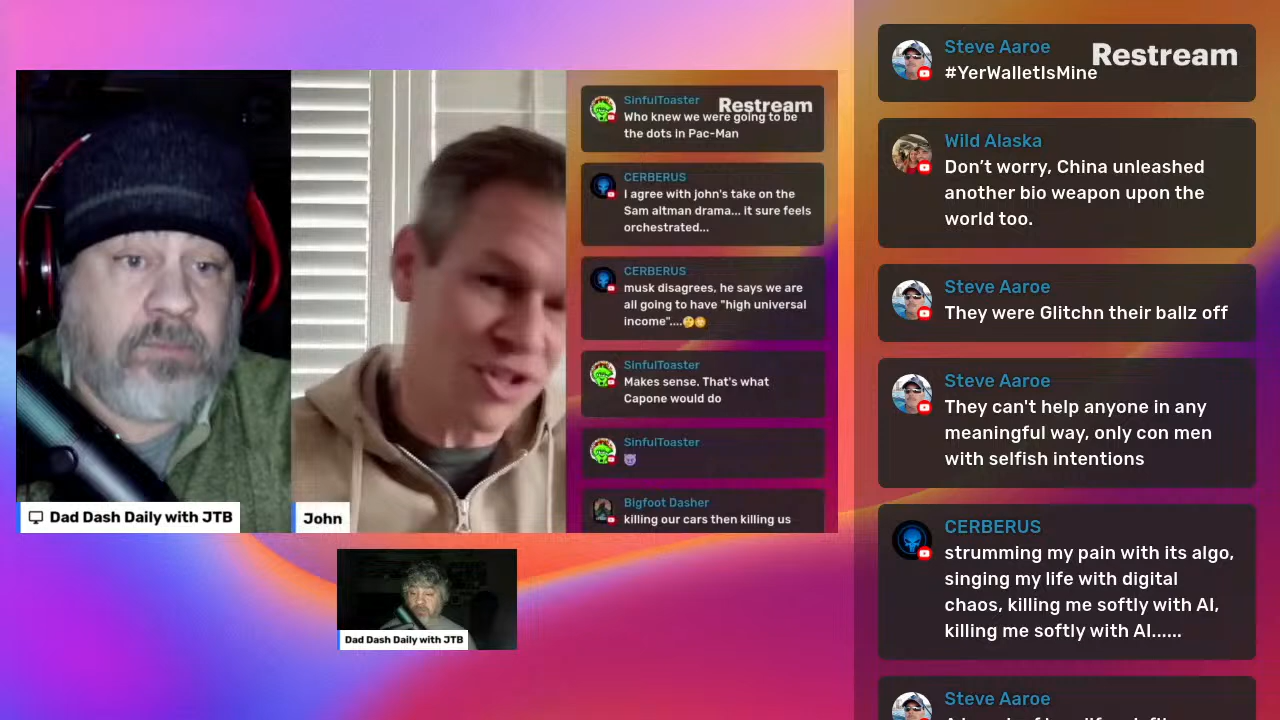 SinfulToaster
Restream
Who knew we were going to be
the dots in Pac-Man
CERBERUS
I agree with john's take on the
Sam altman drama... it sure feels
orchestrated...
CERBERUS
musk disagrees, he says we are
all going to have "high universal
income"....🤔😳
SinfulToaster
Makes sense. That's what
Capone would do
SinfulToaster
😈
Bigfoot Dasher
killing our cars then killing us
Dad Dash Daily with JTB
John
Dad Dash Daily with JTB
Steve Aaroe
Restream
#YerWalletIsMine
Wild Alaska
Don’t worry, China unleashed
another bio weapon upon the
world too.
Steve Aaroe
They were Glitchn their ballz off
Steve Aaroe
They can't help anyone in any
meaningful way, only con men
with selfish intentions
CERBERUS
strumming my pain with its algo,
singing my life with digital
chaos, killing me softly with AI,
killing me softly with AI......
Steve Aaroe